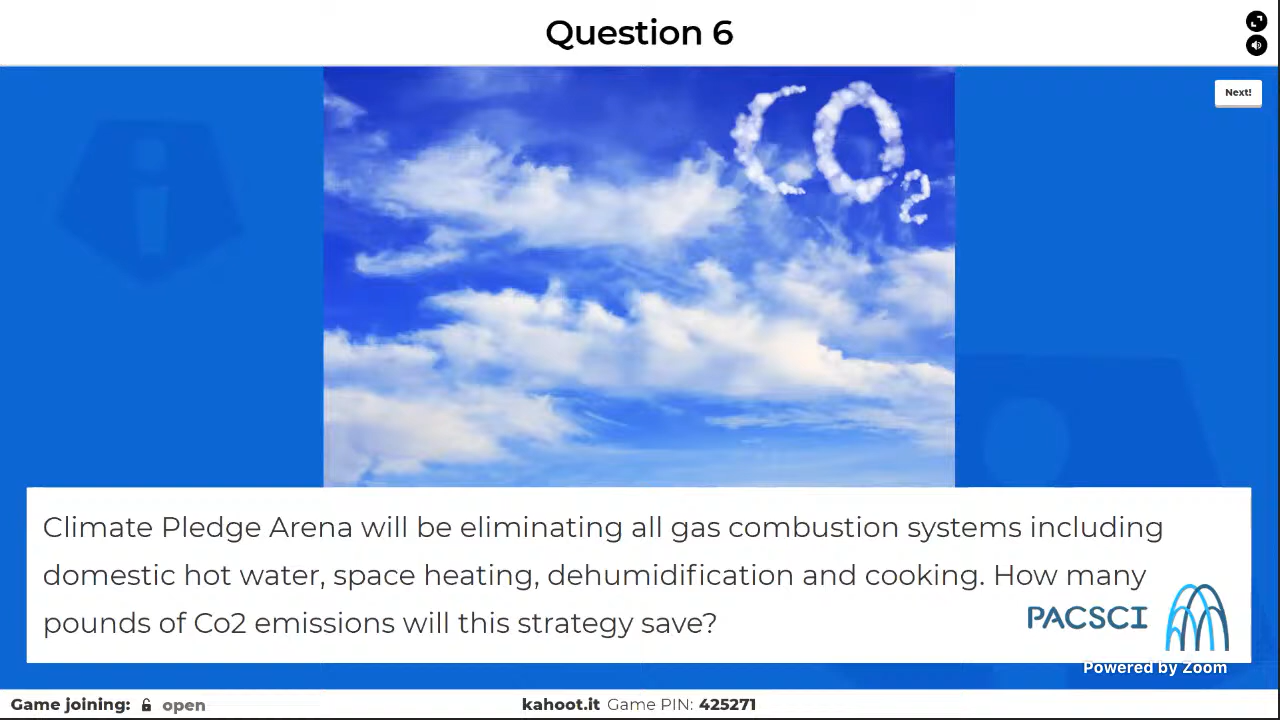 Question 6
Next!
CO2
Climate Pledge Arena will be eliminating all gas combustion systems including
domestic hot water, space heating, dehumidification and cooking. How many
pounds of Co2 emissions will this strategy save?
PACSCI
Powered by Zoom
Game joining: open
kahoot.it Game PIN: 425271